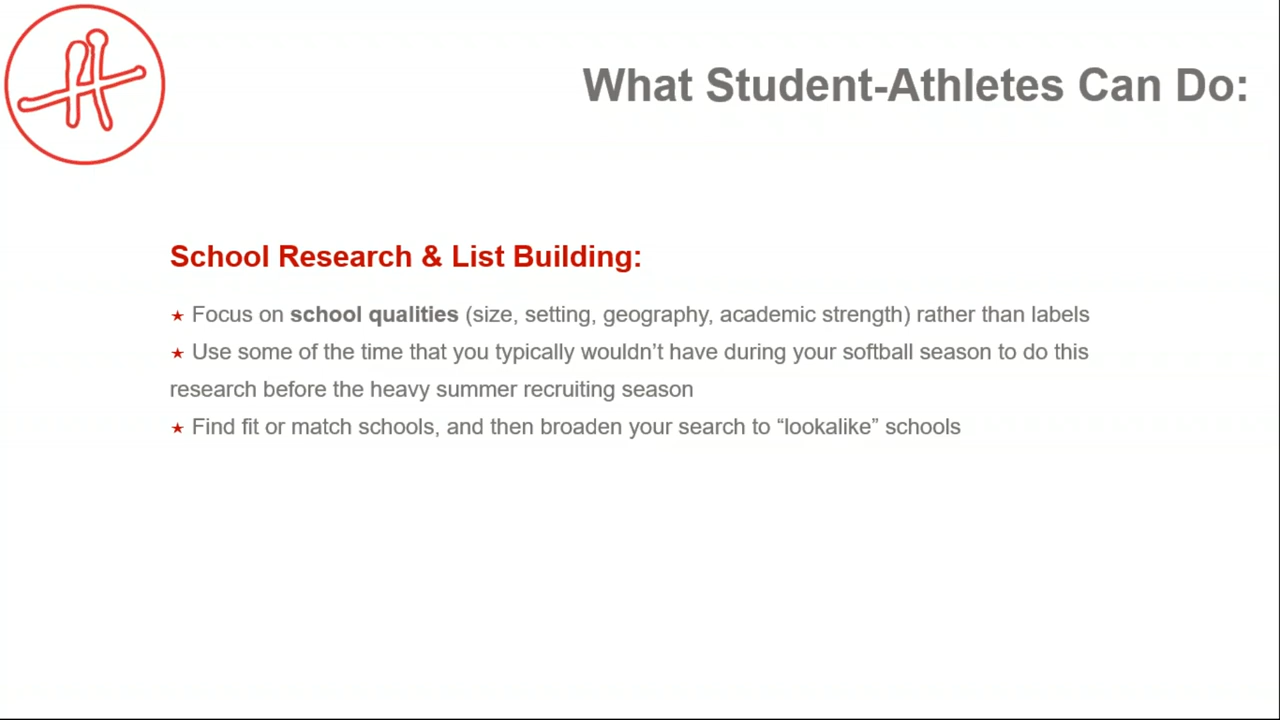 What Student-Athletes Can Do:
School Research & List Building:
★ Focus on school qualities (size, setting, geography, academic strength) rather than labels
★ Use some of the time that you typically wouldn’t have during your softball season to do this
research before the heavy summer recruiting season
★ Find fit or match schools, and then broaden your search to “lookalike” schools